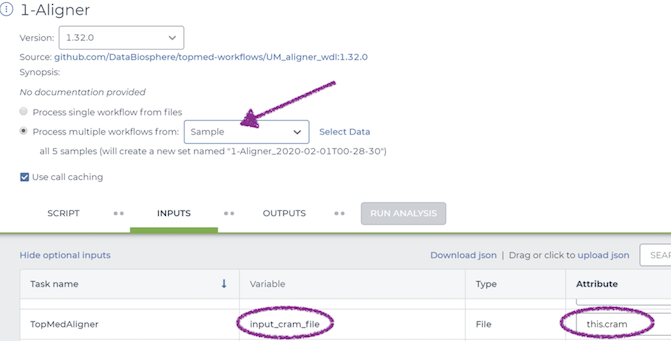 1-Aligner
Version: 1.32.0
Source: github.com/DataBiosphere/topmed-workflows/UM_aligner_wdl:1.32.0
Synopsis:
No documentation provided
Process single workflow from files
Process multiple workflows from: Sample Select Data
all 5 samples (will create a new set named "1-Aligner_2020-02-01T00-28-30")
Use call caching
SCRIPT INPUTS OUTPUTS RUN ANALYSIS
Hide optional inputs Download json | Drag or click to upload json SEAR
Task name Variable Type Attribute
TopMedAligner input_cram_file File this.cram